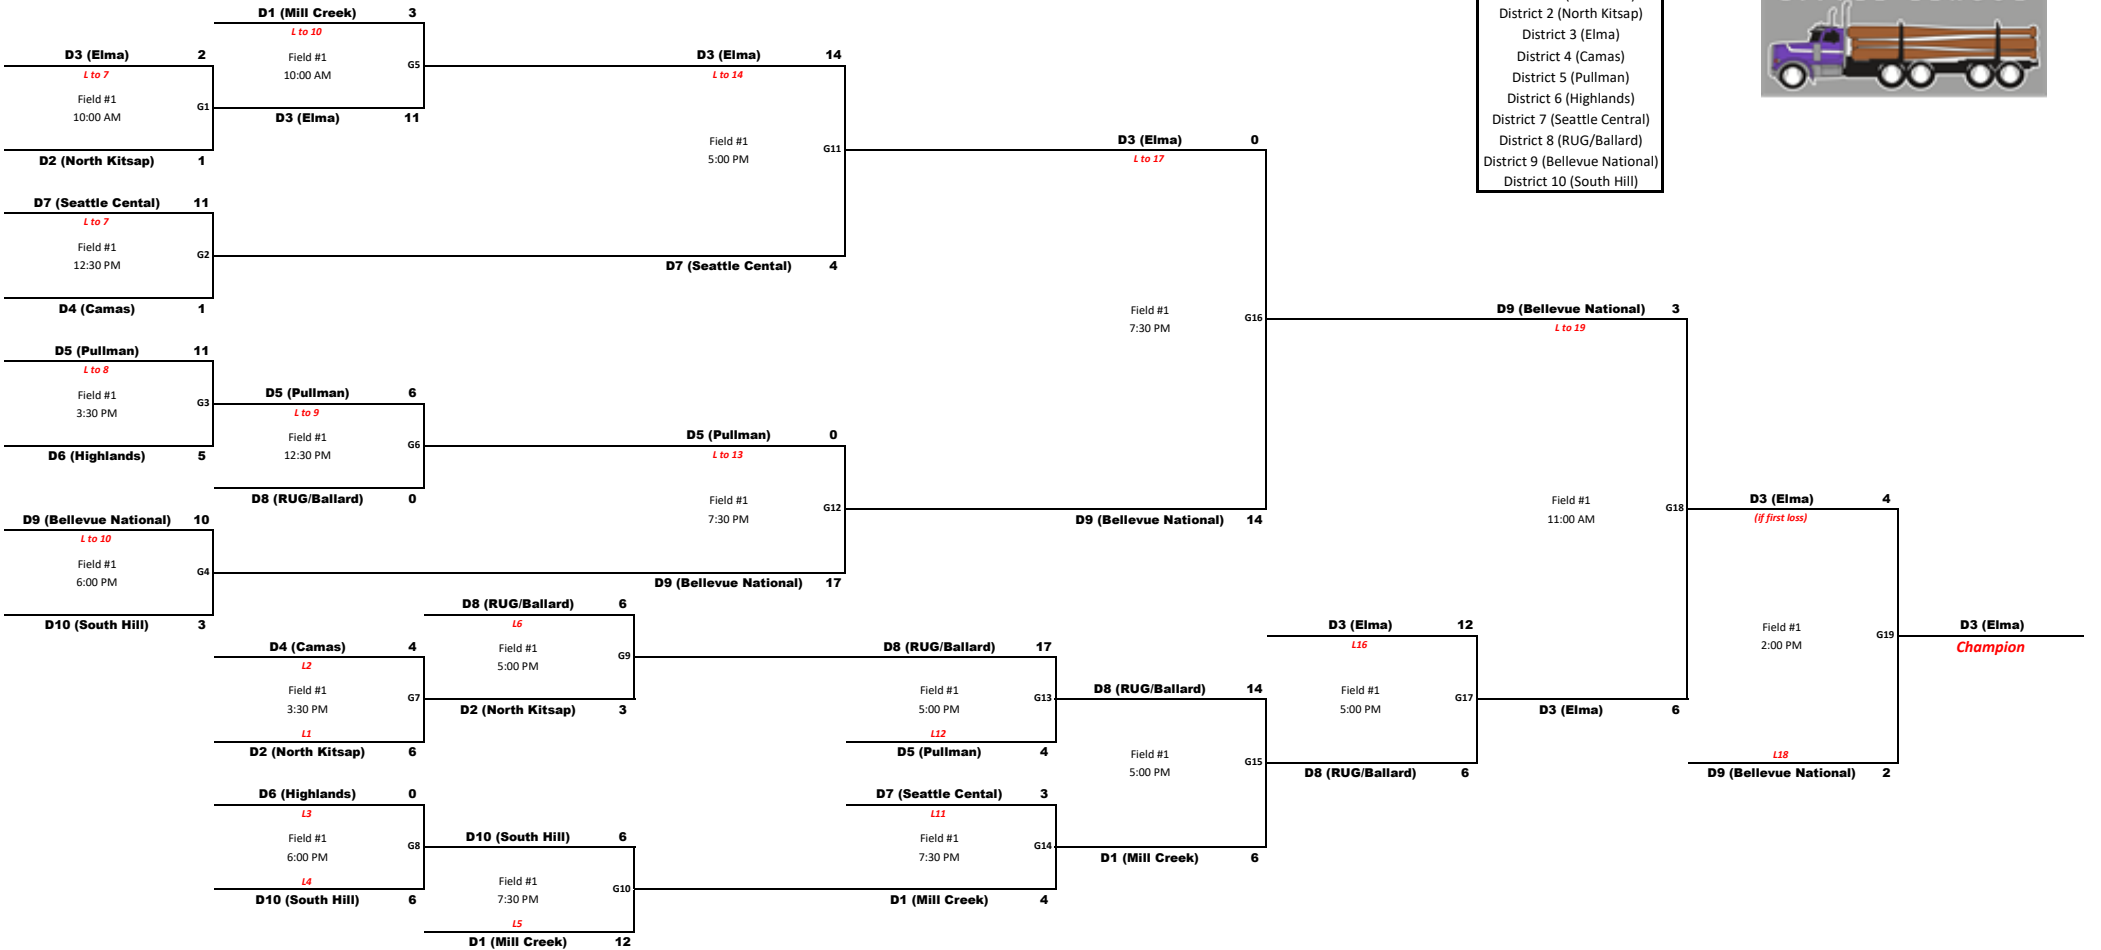 D1 (Mill Creek) 3
L to 10
Field #1
10:00 AM
G5
D3 (Elma) 11
D3 (Elma) 2
L to 7
Field #1
10:00 AM
G1
D2 (North Kitsap) 1
D7 (Seattle Cental) 11
L to 7
Field #1
12:30 PM
G2
D4 (Camas) 1
D5 (Pullman) 11
L to 8
Field #1
3:30 PM
G3
D6 (Highlands) 5
D5 (Pullman) 6
L to 9
Field #1
12:30 PM
G6
D8 (RUG/Ballard) 0
D9 (Bellevue National) 10
L to 10
Field #1
6:00 PM
G4
D10 (South Hill) 3
D3 (Elma) 14
L to 14
Field #1
5:00 PM
G11
D7 (Seattle Cental) 4
D5 (Pullman) 0
L to 13
Field #1
7:30 PM
G12
D9 (Bellevue National) 17
D3 (Elma) 0
L to 17
Field #1
7:30 PM
G16
D9 (Bellevue National) 14
D9 (Bellevue National) 3
L to 19
Field #1
11:00 AM
G18
D3 (Elma) 6
D3 (Elma) 4
(if first loss)
Field #1
2:00 PM
G19
L18
D9 (Bellevue National) 2
D3 (Elma)
Champion
District 2 (North Kitsap)
District 3 (Elma)
District 4 (Camas)
District 5 (Pullman)
District 6 (Highlands)
District 7 (Seattle Central)
District 8 (RUG/Ballard)
District 9 (Bellevue National)
District 10 (South Hill)
D4 (Camas) 4
L2
Field #1
3:30 PM
G7
L1
D2 (North Kitsap) 6
D6 (Highlands) 0
L3
Field #1
6:00 PM
G8
L4
D10 (South Hill) 6
D8 (RUG/Ballard) 6
L6
Field #1
5:00 PM
G9
D2 (North Kitsap) 3
D10 (South Hill) 6
Field #1
7:30 PM
G10
L5
D1 (Mill Creek) 12
D8 (RUG/Ballard) 17
Field #1
5:00 PM
G13
L12
D5 (Pullman) 4
D7 (Seattle Cental) 3
L11
Field #1
7:30 PM
G14
D1 (Mill Creek) 4
D8 (RUG/Ballard) 14
Field #1
5:00 PM
G15
D1 (Mill Creek) 6
D3 (Elma) 12
L16
Field #1
5:00 PM
G17
D8 (RUG/Ballard) 6